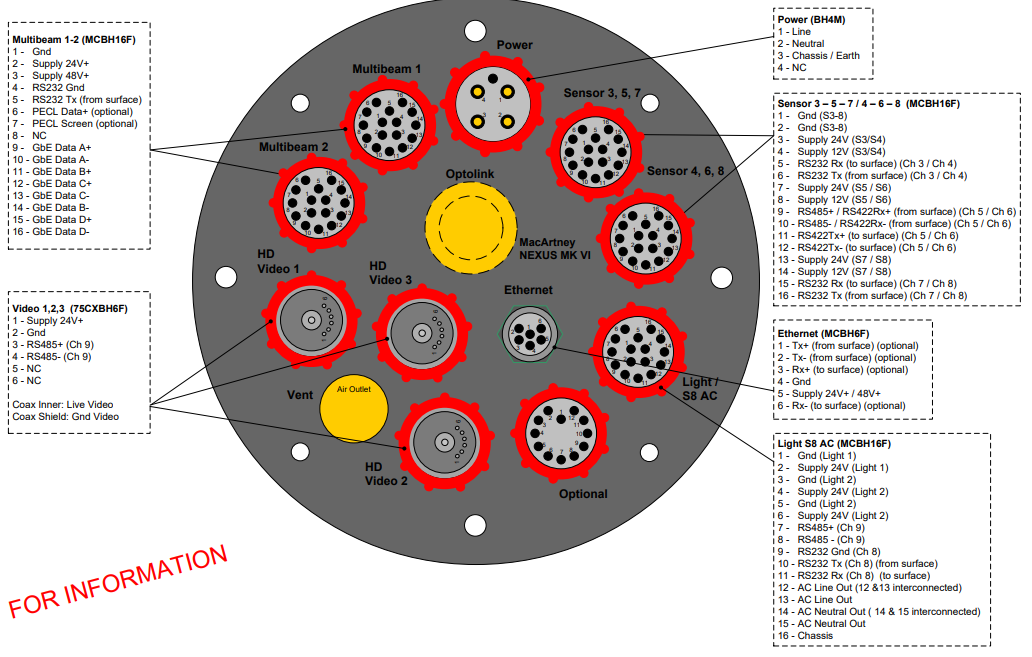 Multibeam 1-2 (MCBH16F)
1 - Gnd
2 - Supply 24V+
3 - Supply 48V+
4 - RS232 Gnd
5 - RS232 Tx (from surface)
6 - PECL Data+ (optional)
7 - PECL Screen (optional)
8 - NC
9 - GbE Data A+
10 - GbE Data A-
11 - GbE Data B+
12 - GbE Data C+
13 - GbE Data C-
14 - GbE Data B-
15 - GbE Data D+
16 - GbE Data D-
Video 1,2,3 (75CXBH6F)
1 - Supply 24V+
2 - Gnd
3 - RS485+ (Ch 9)
4 - RS485- (Ch 9)
5 - NC
6 - NC
Coax Inner: Live Video
Coax Shield: Gnd Video
FOR INFORMATION
Power
Multibeam 1
Sensor 3, 5, 7
Multibeam 2
Sensor 4, 6, 8
Optolink
MacArtney
NEXUS MK VI
HD
Video 1
HD
Video 3
Ethernet
Vent
Air Outlet
Light /
S8 AC
HD
Video 2
Optional
Power (BH4M)
1 - Line
2 - Neutral
3 - Chassis / Earth
4 - NC
Sensor 3 – 5 – 7 / 4 – 6 – 8 (MCBH16F)
1 - Gnd (S3-8)
2 - Gnd (S3-8)
3 - Supply 24V (S3/S4)
4 - Supply 12V (S3/S4)
5 - RS232 Rx (to surface) (Ch 3 / Ch 4)
6 - RS232 Tx (from surface) (Ch 3 / Ch 4)
7 - Supply 24V (S5 / S6)
8 - Supply 12V (S5 / S6)
9 - RS485+ / RS422Rx+ (from surface) (Ch 5 / Ch 6)
10 - RS485- / RS422Rx- (from surface) (Ch 5 / Ch 6)
11 - RS422Tx+ (to surface) (Ch 5 / Ch 6)
12 - RS422Tx- (to surface) (Ch 5 / Ch 6)
13 - Supply 24V (S7 / S8)
14 - Supply 12V (S7 / S8)
15 - RS232 Rx (to surface) (Ch 7 / Ch 8)
16 - RS232 Tx (from surface) (Ch 7 / Ch 8)
Ethernet (MCBH6F)
1 - Tx+ (from surface) (optional)
2 - Tx- (from surface) (optional)
3 - Rx+ (to surface) (optional)
4 - Gnd
5 - Supply 24V+ / 48V+
6 - Rx- (to surface) (optional)
Light S8 AC (MCBH16F)
1 - Gnd (Light 1)
2 - Supply 24V (Light 1)
3 - Gnd (Light 2)
4 - Supply 24V (Light 2)
5 - Gnd (Light 2)
6 - Supply 24V (Light 2)
7 - RS485+ (Ch 9)
8 - RS485 - (Ch 9)
9 - RS232 Gnd (Ch 8)
10 - RS232 Tx (Ch 8) (from surface)
11 - RS232 Rx (Ch 8) (to surface)
12 - AC Line Out (12 &13 interconnected)
13 - AC Line Out
14 - AC Neutral Out ( 14 & 15 interconnected)
15 - AC Neutral Out
16 - Chassis